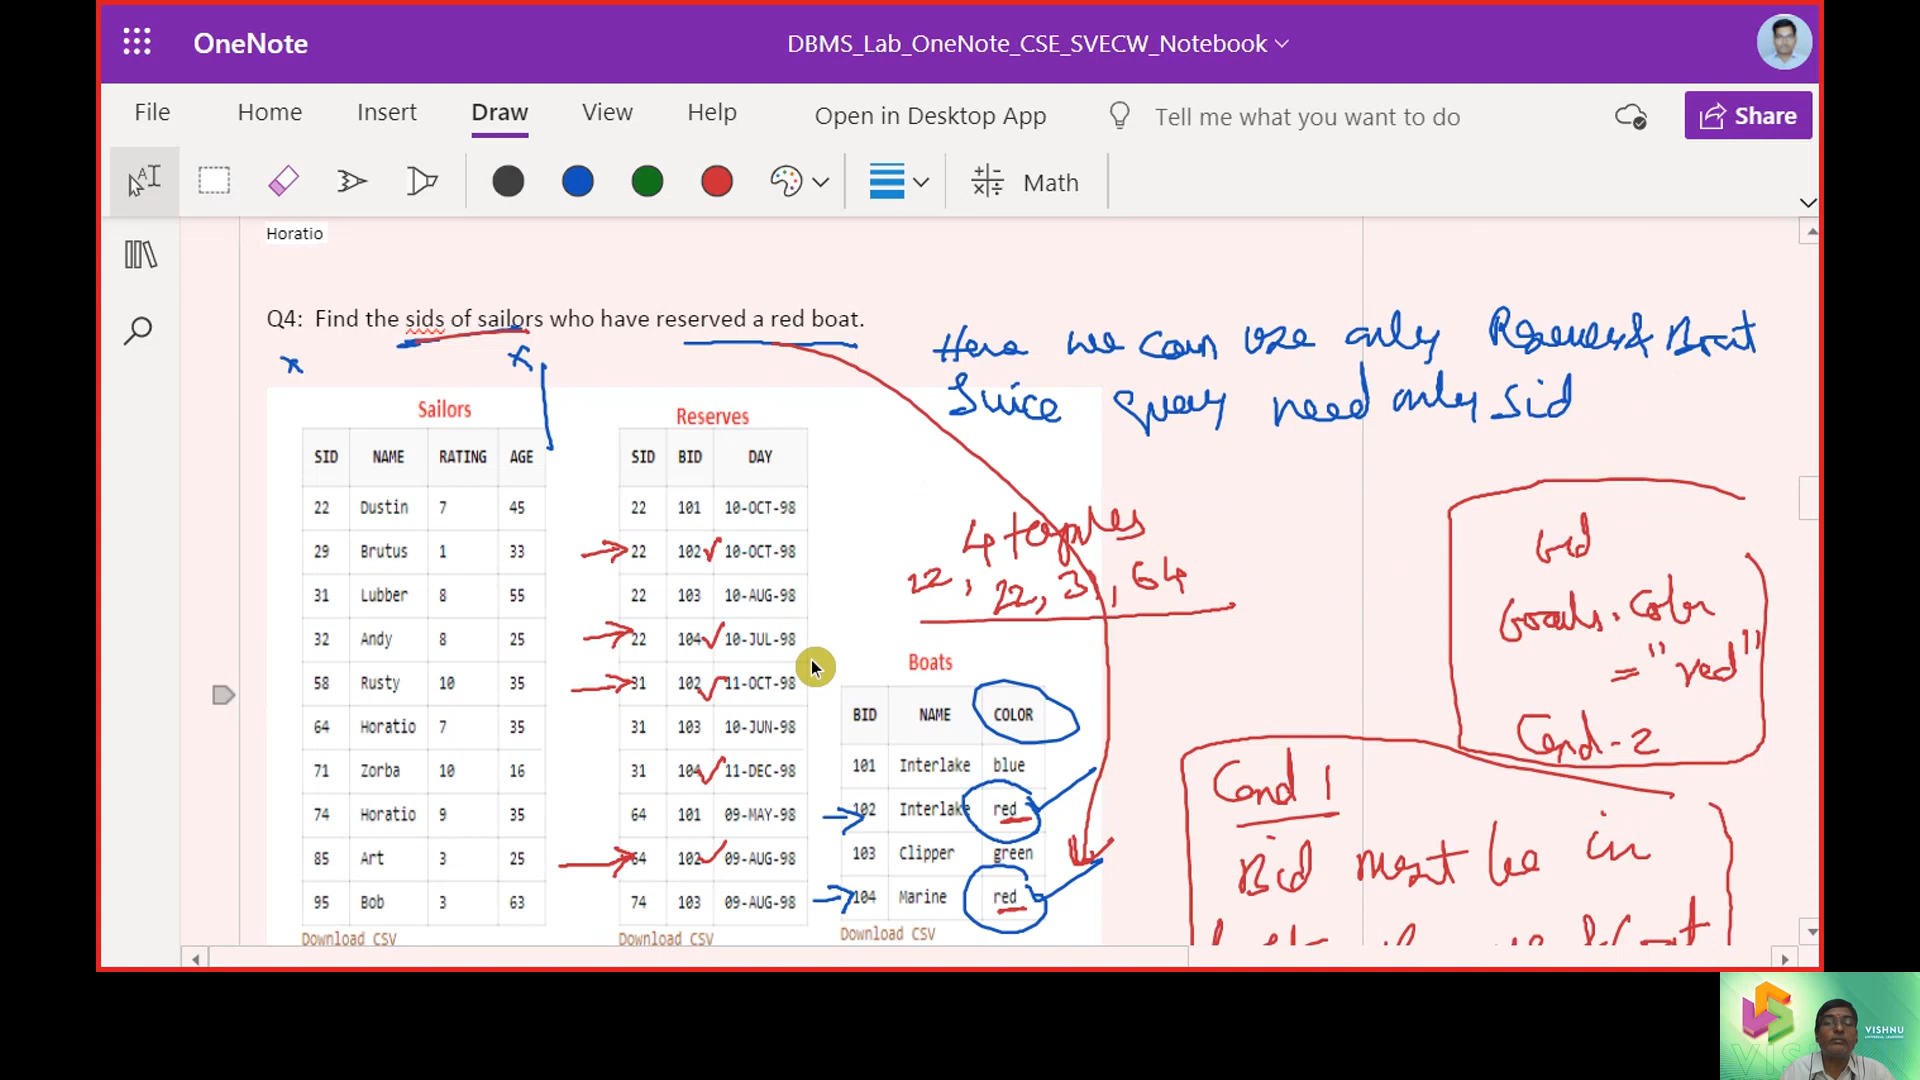 OneNote
DBMS_Lab_OneNote_CSE_SVECW_Notebook
File Home Insert Draw View Help Open in Desktop App Tell me what you want to do Share
Math
Horatio
Q4: Find the sids of sailors who have reserved a red boat.
x x
Here we can use only Reserves & Boat
Since query need only sid
Sailors
SID NAME RATING AGE
22 Dustin 7 45
29 Brutus 1 33
31 Lubber 8 55
32 Andy 8 25
58 Rusty 10 35
64 Horatio 7 35
71 Zorba 10 16
74 Horatio 9 35
85 Art 3 25
95 Bob 3 63
Download CSV
Reserves
SID BID DAY
22 101 10-OCT-98
22 102 10-OCT-98
22 103 10-AUG-98
22 104 10-JUL-98
31 102 11-OCT-98
31 103 10-JUN-98
31 104 11-DEC-98
64 101 09-MAY-98
64 102 09-AUG-98
74 103 09-AUG-98
Download CSV
4 tuples
22, 22, 31, 64
Boats
BID NAME COLOR
101 Interlake blue
102 Interlake red
103 Clipper green
104 Marine red
Download CSV
boats.Color
= "red"
Cond-2
Cond 1
Bid must be in
VISHNU
UNIVERSAL LEARNING